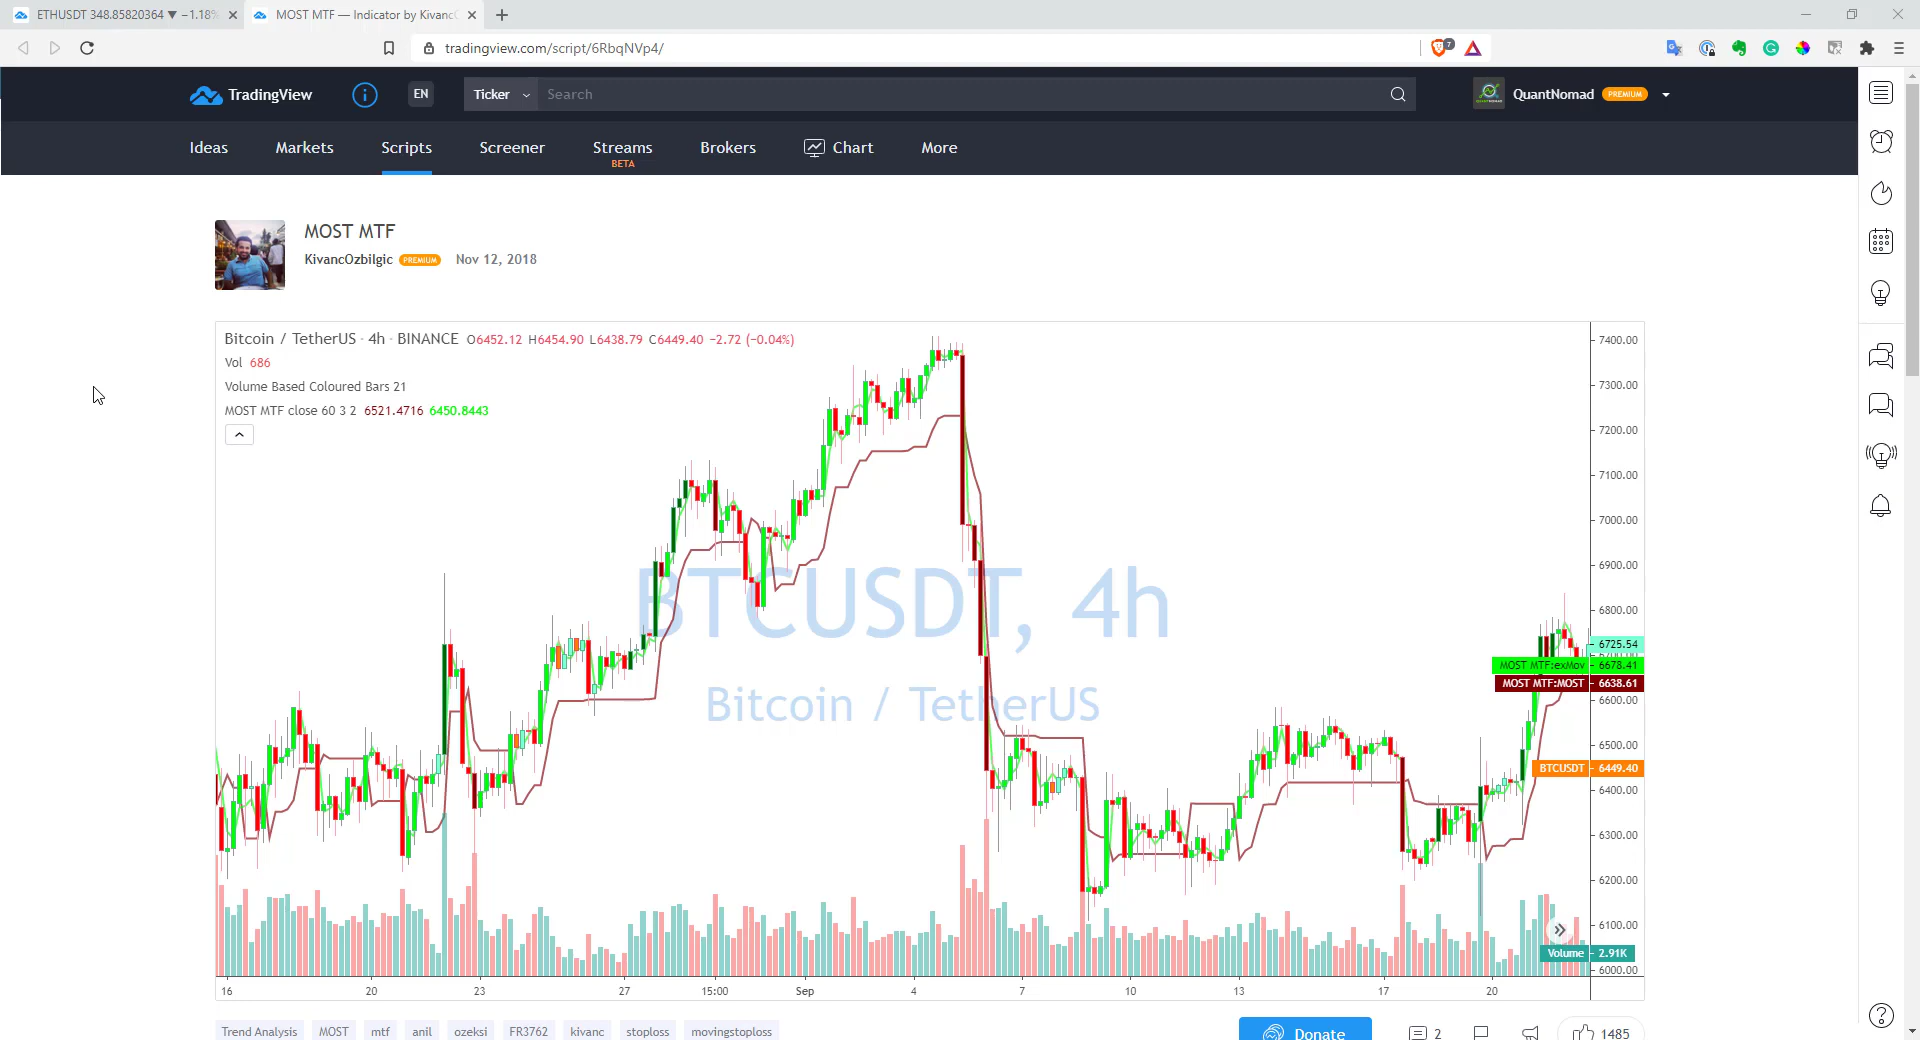 ETHUSDT 348.85820364 ▼ −1.18%
MOST MTF — Indicator by KivancO
tradingview.com/script/6RbqNVp4/
7
TradingView
EN
Ticker
Search
QuantNomad PREMIUM
Ideas
Markets
Scripts
Screener
Streams
BETA
Brokers
Chart
More
MOST MTF
KivancOzbilgic PREMIUM Nov 12, 2018
Bitcoin / TetherUS · 4h · BINANCE O6452.12 H6454.90 L6438.79 C6449.40 −2.72 (−0.04%)
Vol 686
Volume Based Coloured Bars 21
MOST MTF close 60 3 2 6521.4716 6450.8443
BTCUSDT, 4h
Bitcoin / TetherUS
7400.00
7300.00
7200.00
7100.00
7000.00
6900.00
6800.00
6725.54
MOST MTF:exMov 6678.41
MOST MTF:MOST 6638.61
6600.00
6500.00
BTCUSDT 6449.40
6400.00
6300.00
6200.00
6100.00
Volume 2.91K
6000.00
16 20 23 27 15:00 Sep 4 7 10 13 17 20
Trend Analysis MOST mtf anil ozeksi FR3762 kivanc stoploss movingstoploss
Donate
2
1485